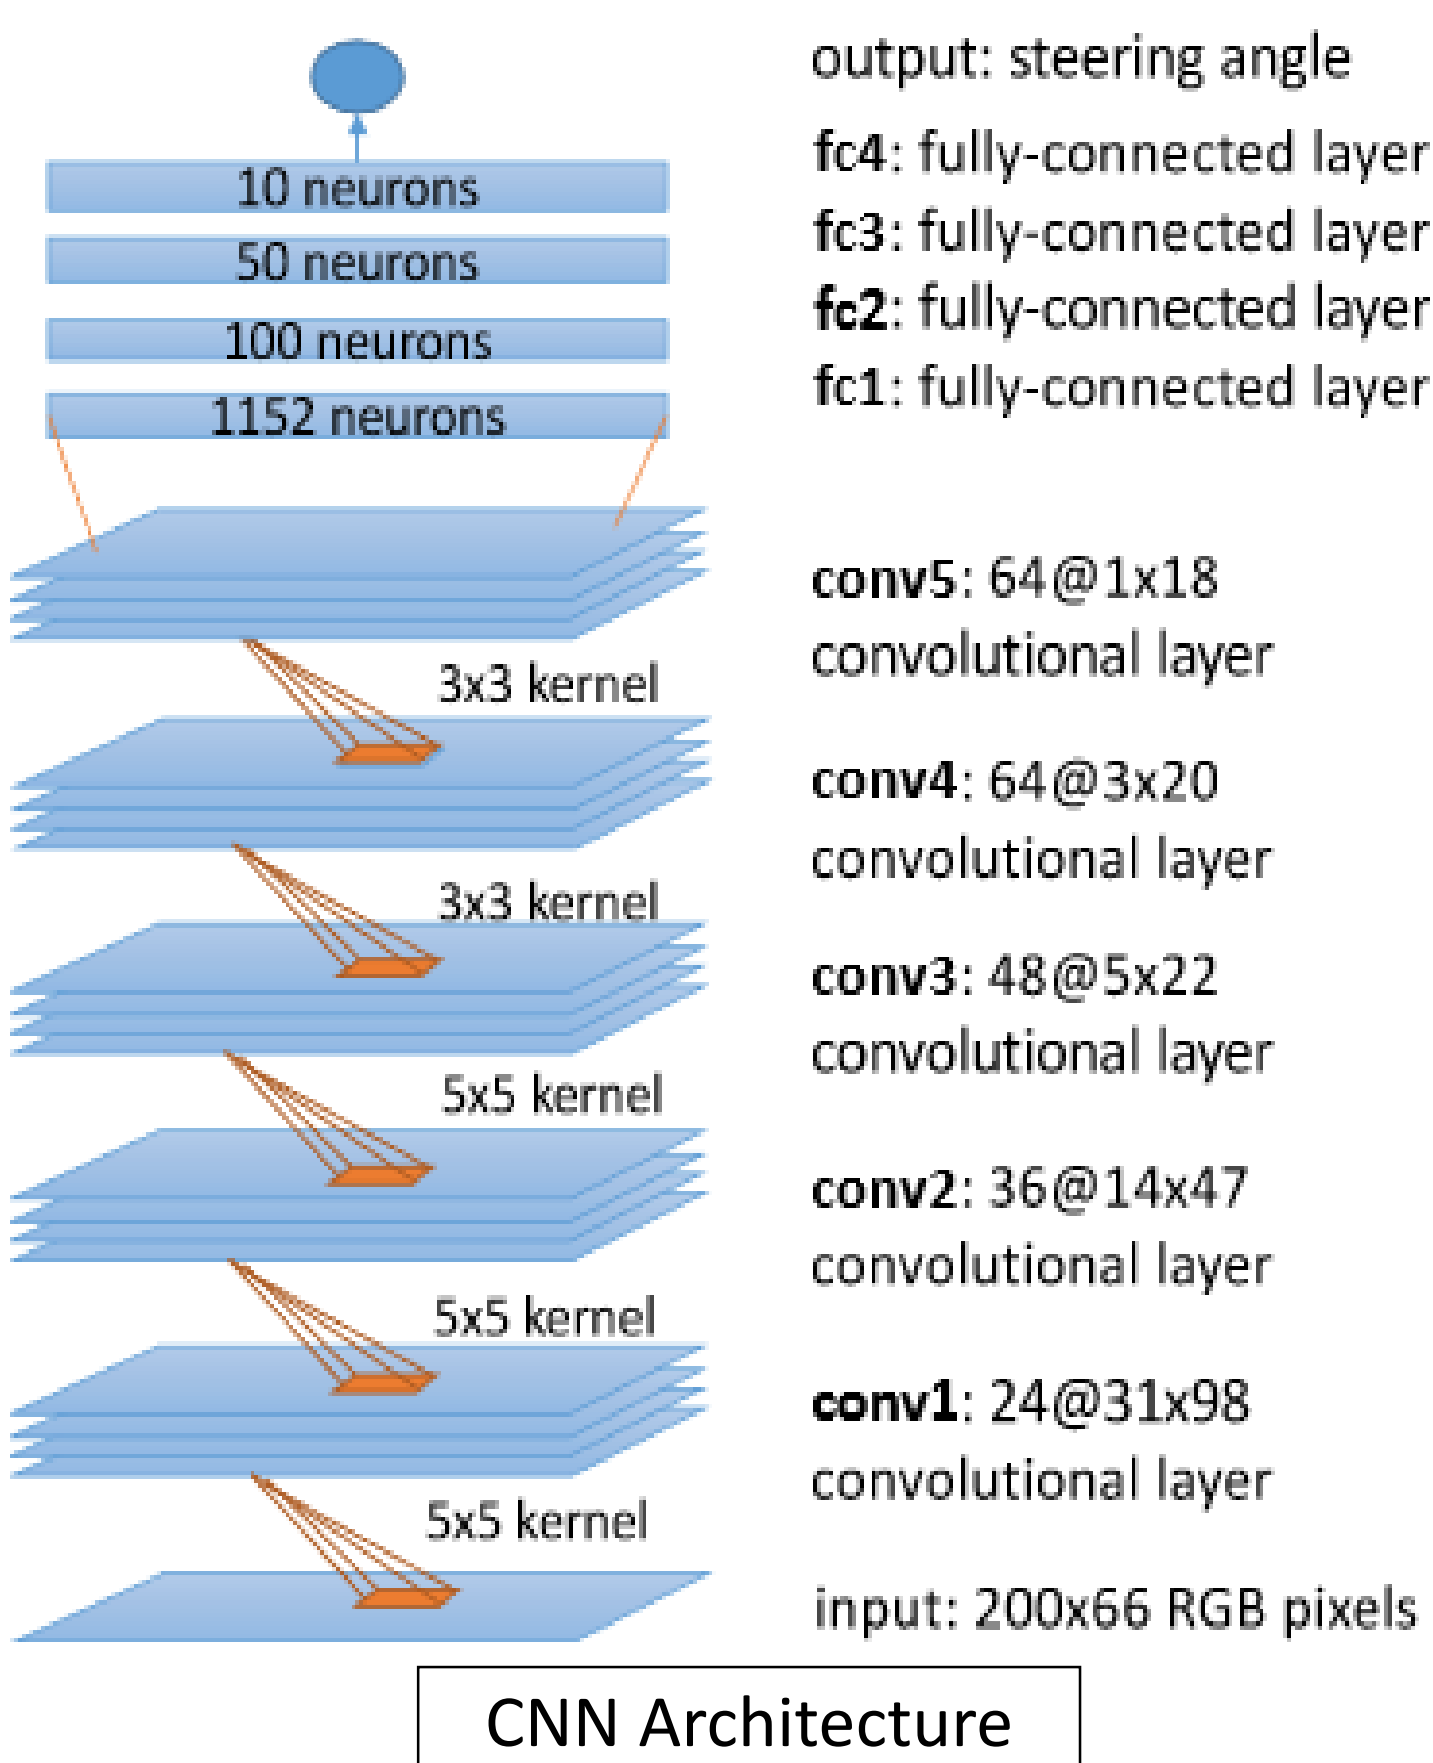 output: steering angle
10 neurons
fc4: fully-connected layer
50 neurons
fc3: fully-connected layer
100 neurons
fc2: fully-connected layer
1152 neurons
fc1: fully-connected layer
conv5: 64@1x18
convolutional layer
3x3 kernel
conv4: 64@3x20
convolutional layer
3x3 kernel
conv3: 48@5x22
convolutional layer
5x5 kernel
conv2: 36@14x47
convolutional layer
5x5 kernel
conv1: 24@31x98
convolutional layer
5x5 kernel
input: 200x66 RGB pixels
CNN Architecture